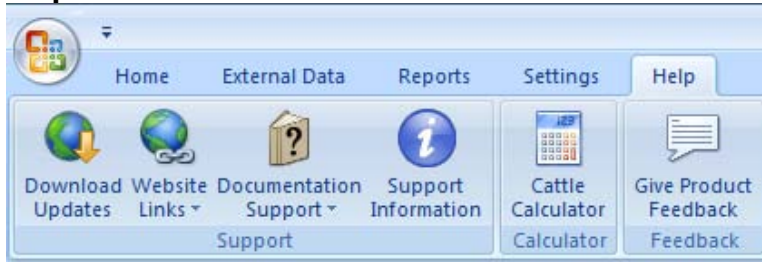 Home External Data Reports Settings Help
Download Website Documentation Support Cattle Give Product
Updates Links Support Information Calculator Feedback
Support Calculator Feedback